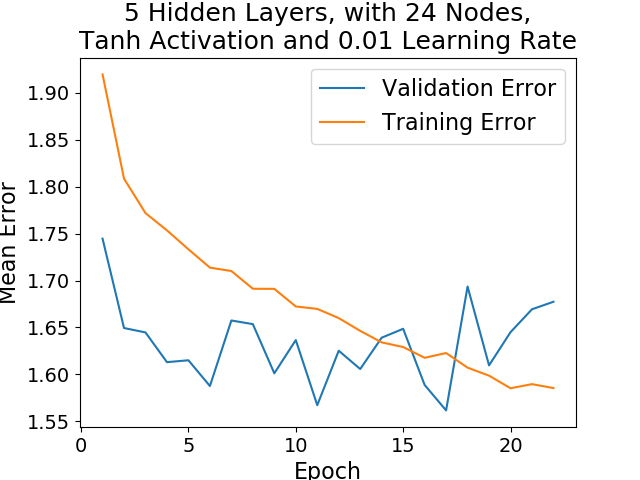 5 Hidden Layers, with 24 Nodes,
Tanh Activation and 0.01 Learning Rate
Validation Error
Training Error
1.90
1.85
1.80
1.75
1.70
1.65
1.60
1.55
Mean Error
0 5 10 15 20
Epoch